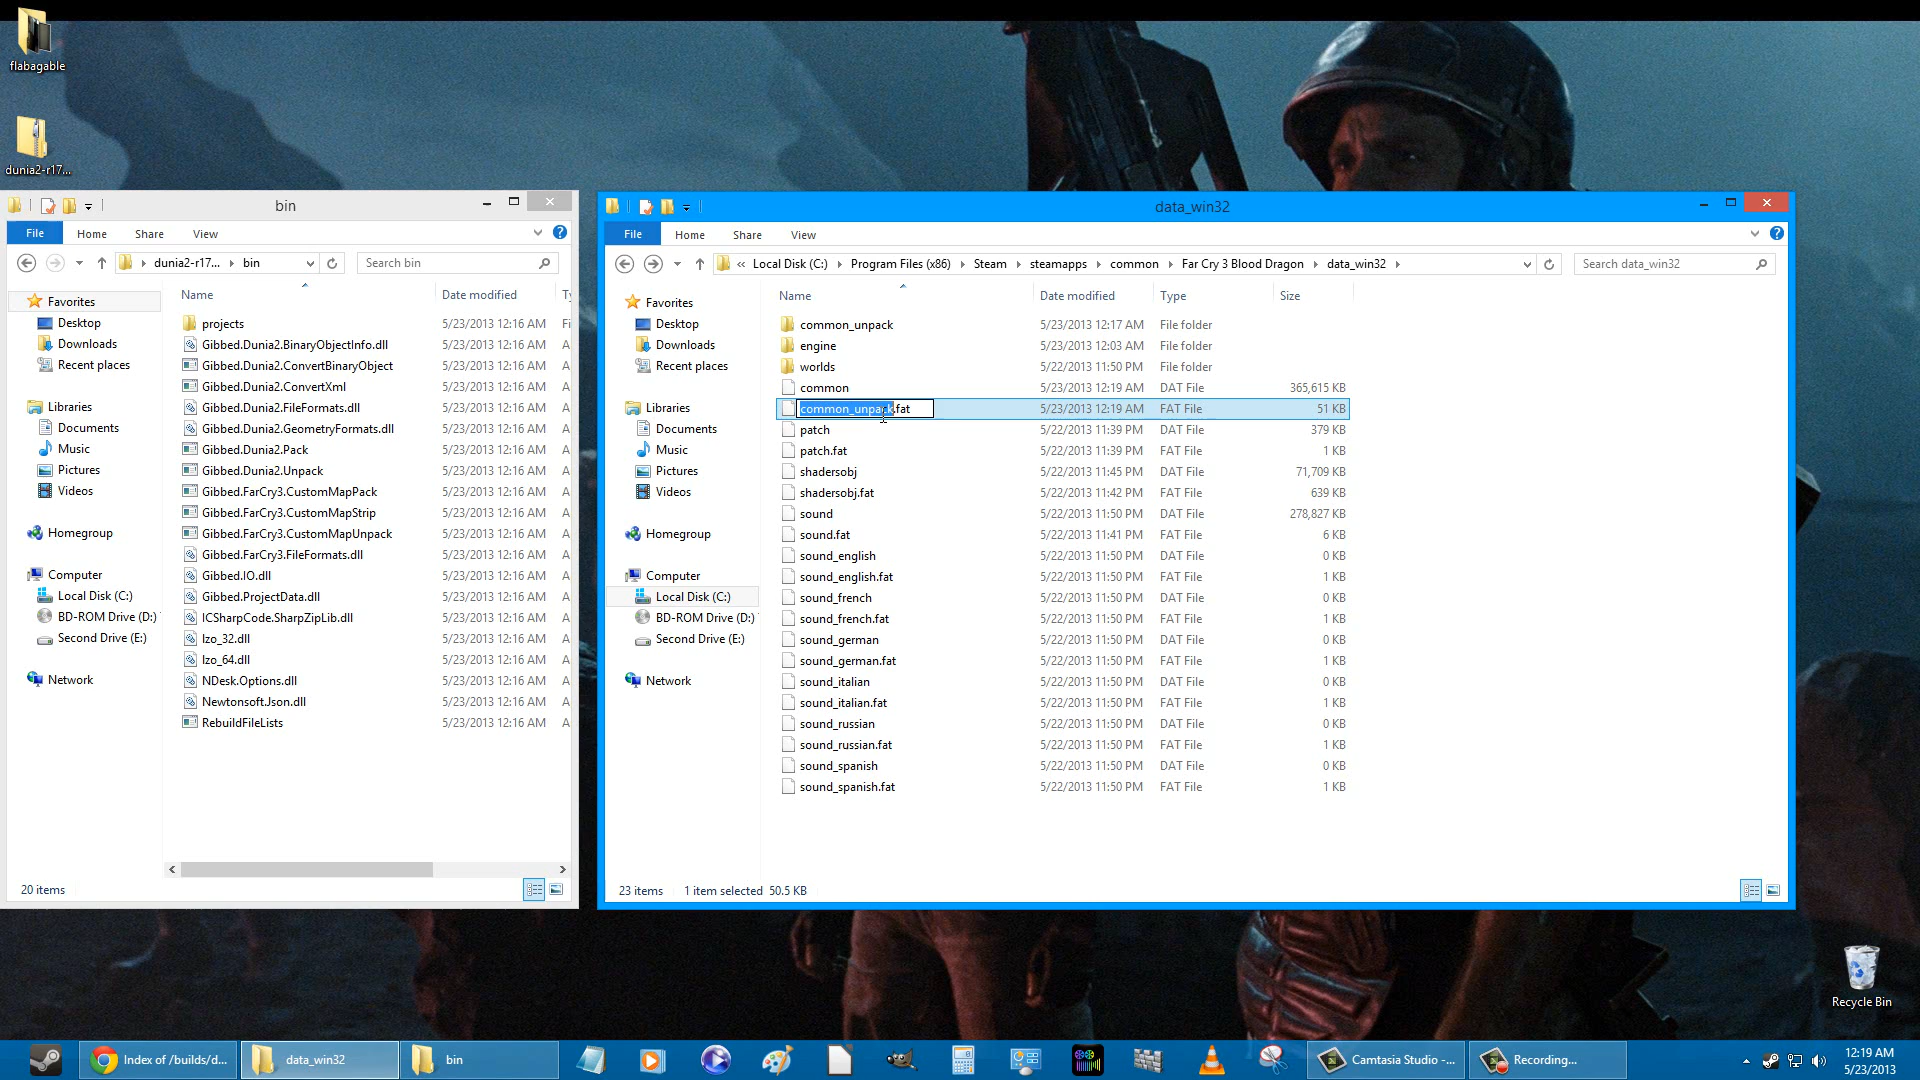 flabagable
dunia2-r17...
bin
File
Home
Share
View
dunia2-r17...
bin
Search bin
Name
Date modified
Favorites
Desktop
Downloads
Recent places
Libraries
Documents
Music
Pictures
Videos
Homegroup
Computer
Local Disk (C:)
BD-ROM Drive (D:)
Second Drive (E:)
Network
projects 5/23/2013 12:16 AM Fi
Gibbed.Dunia2.BinaryObjectInfo.dll 5/23/2013 12:16 AM A
Gibbed.Dunia2.ConvertBinaryObject 5/23/2013 12:16 AM A
Gibbed.Dunia2.ConvertXml 5/23/2013 12:16 AM A
Gibbed.Dunia2.FileFormats.dll 5/23/2013 12:16 AM A
Gibbed.Dunia2.GeometryFormats.dll 5/23/2013 12:16 AM A
Gibbed.Dunia2.Pack 5/23/2013 12:16 AM A
Gibbed.Dunia2.Unpack 5/23/2013 12:16 AM A
Gibbed.FarCry3.CustomMapPack 5/23/2013 12:16 AM A
Gibbed.FarCry3.CustomMapStrip 5/23/2013 12:16 AM A
Gibbed.FarCry3.CustomMapUnpack 5/23/2013 12:16 AM A
Gibbed.FarCry3.FileFormats.dll 5/23/2013 12:16 AM A
Gibbed.IO.dll 5/23/2013 12:16 AM A
Gibbed.ProjectData.dll 5/23/2013 12:16 AM A
ICSharpCode.SharpZipLib.dll 5/23/2013 12:16 AM A
lzo_32.dll 5/23/2013 12:16 AM A
lzo_64.dll 5/23/2013 12:16 AM A
NDesk.Options.dll 5/23/2013 12:16 AM A
Newtonsoft.Json.dll 5/23/2013 12:16 AM A
RebuildFileLists 5/23/2013 12:16 AM A
20 items
data_win32
File
Home
Share
View
« Local Disk (C:) Program Files (x86) Steam steamapps common Far Cry 3 Blood Dragon data_win32
Search data_win32
Name Date modified Type Size
Favorites
Desktop
Downloads
Recent places
Libraries
Documents
Music
Pictures
Videos
Homegroup
Computer
Local Disk (C:)
BD-ROM Drive (D:)
Second Drive (E:)
Network
common_unpack 5/23/2013 12:17 AM File folder
engine 5/23/2013 12:03 AM File folder
worlds 5/22/2013 11:50 PM File folder
common 5/23/2013 12:19 AM DAT File 365,615 KB
common_unpack.fat 5/23/2013 12:19 AM FAT File 51 KB
patch 5/22/2013 11:39 PM DAT File 379 KB
patch.fat 5/22/2013 11:39 PM FAT File 1 KB
shadersobj 5/22/2013 11:45 PM DAT File 71,709 KB
shadersobj.fat 5/22/2013 11:42 PM FAT File 639 KB
sound 5/22/2013 11:50 PM DAT File 278,827 KB
sound.fat 5/22/2013 11:41 PM FAT File 6 KB
sound_english 5/22/2013 11:50 PM DAT File 0 KB
sound_english.fat 5/22/2013 11:50 PM FAT File 1 KB
sound_french 5/22/2013 11:50 PM DAT File 0 KB
sound_french.fat 5/22/2013 11:50 PM FAT File 1 KB
sound_german 5/22/2013 11:50 PM DAT File 0 KB
sound_german.fat 5/22/2013 11:50 PM FAT File 1 KB
sound_italian 5/22/2013 11:50 PM DAT File 0 KB
sound_italian.fat 5/22/2013 11:50 PM FAT File 1 KB
sound_russian 5/22/2013 11:50 PM DAT File 0 KB
sound_russian.fat 5/22/2013 11:50 PM FAT File 1 KB
sound_spanish 5/22/2013 11:50 PM DAT File 0 KB
sound_spanish.fat 5/22/2013 11:50 PM FAT File 1 KB
23 items 1 item selected 50.5 KB
Recycle Bin
Index of /builds/d...
data_win32
bin
Camtasia Studio -...
Recording...
12:19 AM
5/23/2013